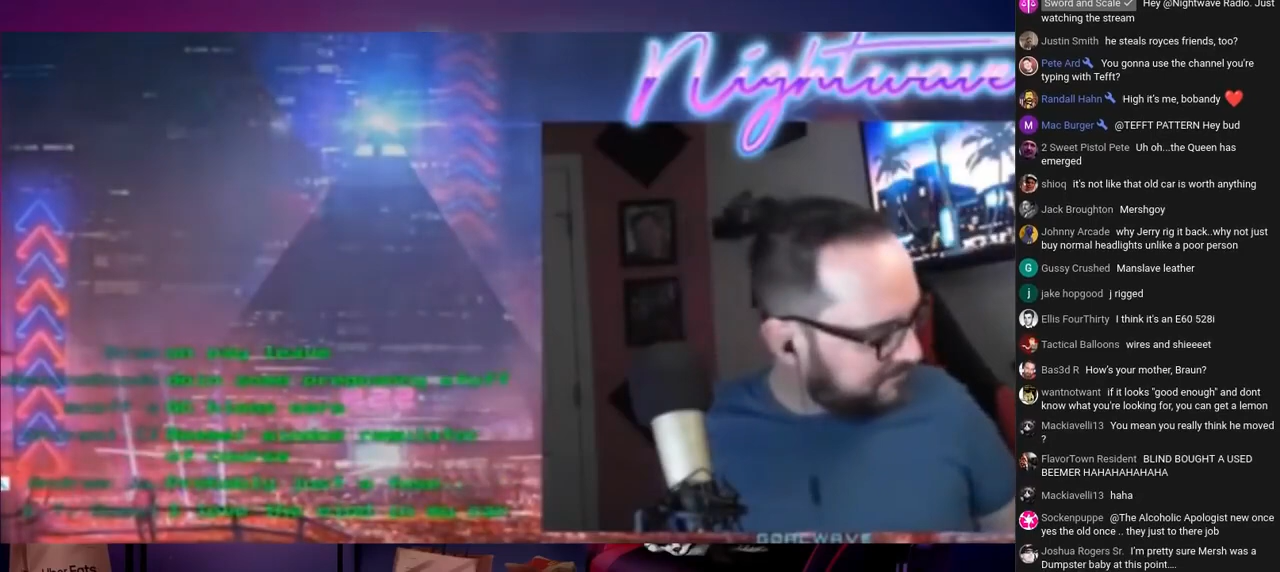 Nightwave
on pay leave
GOATWAVE
Uber Eats
Sword and Scale Hey @Nightwave Radio. Just
watching the stream
Justin Smith he steals royces friends, too?
Pete Ard You gonna use the channel you're
typing with Tefft?
Randall Hahn High it's me, bobandy ❤️
M Mac Burger @TEFFT PATTERN Hey bud
2 Sweet Pistol Pete Uh oh...the Queen has
emerged
shioq it's not like that old car is worth anything
Jack Broughton Mershgoy
Johnny Arcade why Jerry rig it back..why not just
buy normal headlights unlike a poor person
G Gussy Crushed Manslave leather
j jake hopgood j rigged
Ellis FourThirty I think it's an E60 528i
Tactical Balloons wires and shieeeet
Bas3d R How's your mother, Braun?
wantnotwant if it looks "good enough" and dont
know what you're looking for, you can get a lemon
Mackiavelli13 You mean you really think he moved
?
FlavorTown Resident BLIND BOUGHT A USED
BEEMER HAHAHAHAHAHA
Mackiavelli13 haha
Sockenpuppe @The Alcoholic Apologist new once
yes the old once .. they just to there job
Joshua Rogers Sr. I'm pretty sure Mersh was a
Dumpster baby at this point....